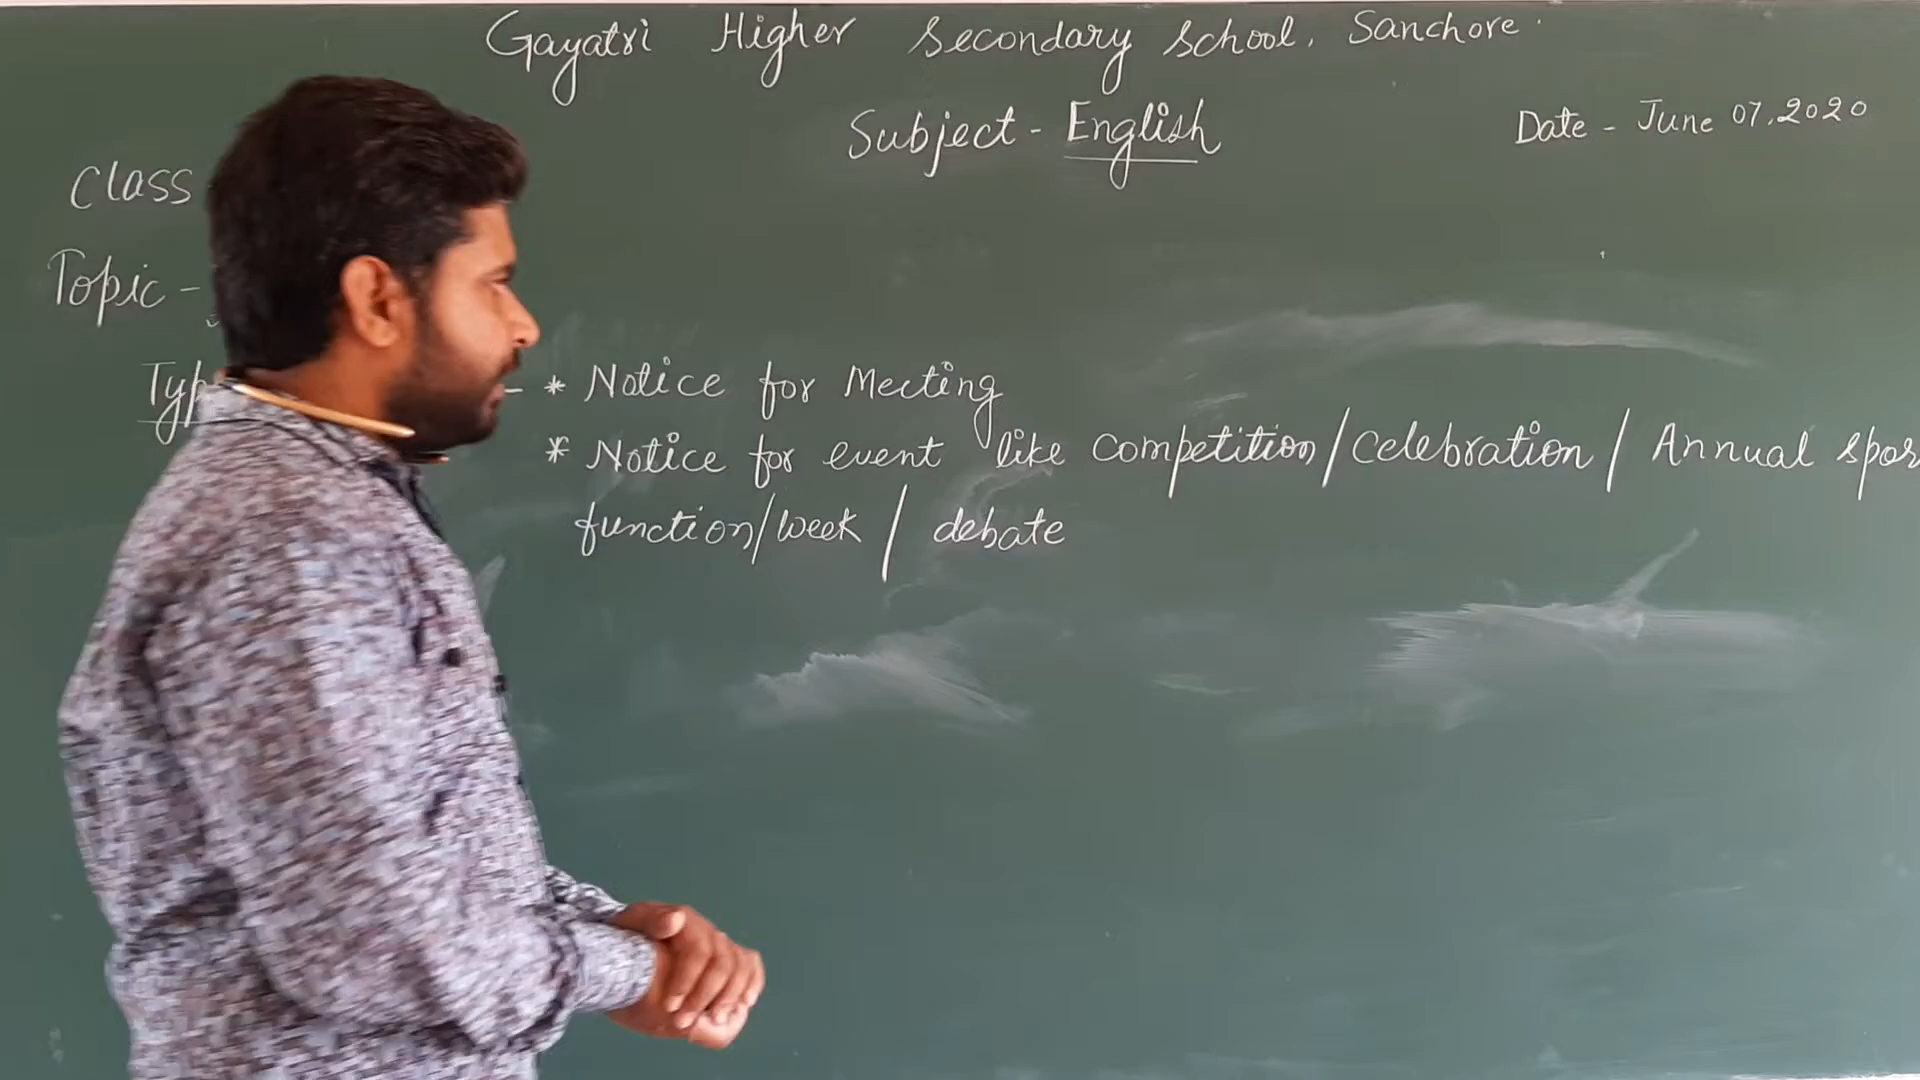 Gayatri Higher Secondary School, Sanchore.
Subject - English
Date - June 07, 2020
Class
Topic -
- * Notice for Meeting
* Notice for event like competition/celebration/ Annual
function/week / debate